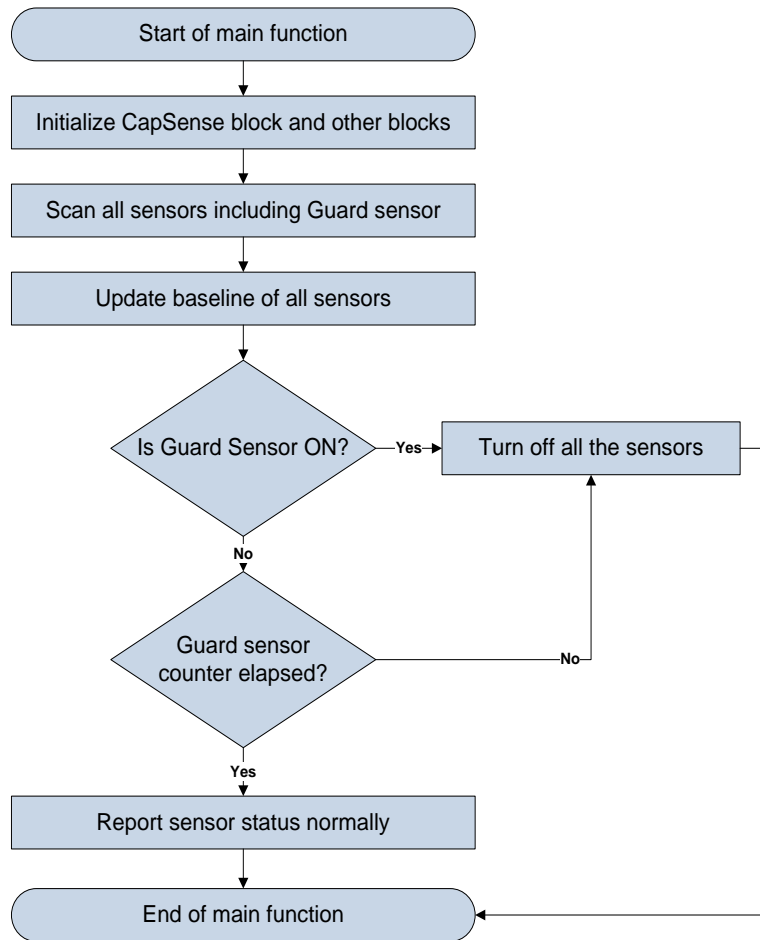 Start of main function
Initialize CapSense block and other blocks
Scan all sensors including Guard sensor
Update baseline of all sensors
Is Guard Sensor ON?
Yes
Turn off all the sensors
No
Guard sensor
counter elapsed?
No
Yes
Report sensor status normally
End of main function